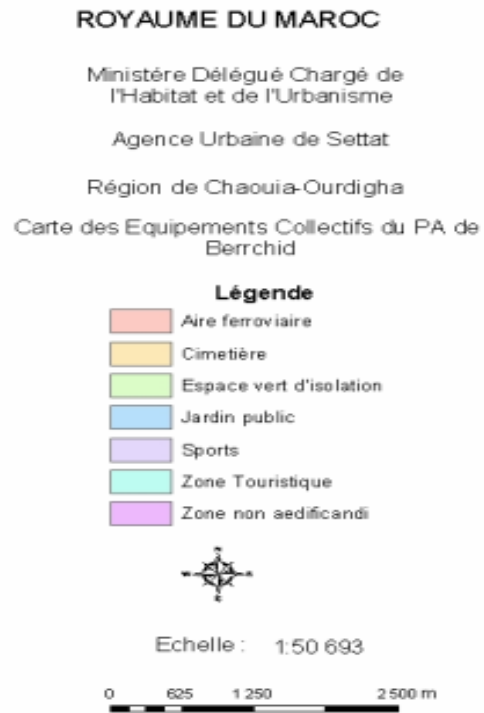 ROYAUME DU MAROC
Ministére Délégué Chargé de
l'Habitat et de l'Urbanisme
Agence Urbaine de Settat
Région de Chaouia-Ourdigha
Carte des Equipements Collectifs du PA de
Berrchid
Légende
Aire ferroviaire
Cimetière
Espace vert d'isolation
Jardin public
Sports
Zone Touristique
Zone non aedificandi
Echelle : 1:50 693
0 625 1 250 2 500 m